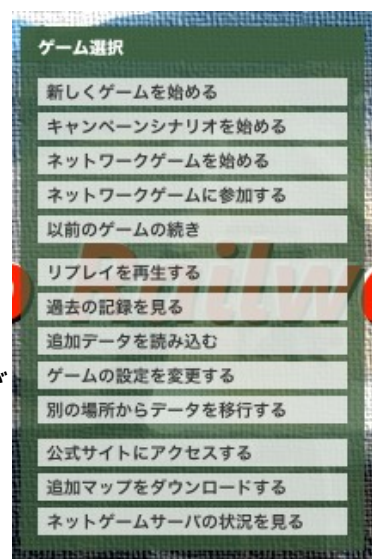 ゲーム選択
新しくゲームを始める
キャンペーンシナリオを始める
ネットワークゲームを始める
ネットワークゲームに参加する
以前のゲームの続き
リプレイを再生する
過去の記録を見る
追加データを読み込む
ゲームの設定を変更する
別の場所からデータを移行する
公式サイトにアクセスする
追加マップをダウンロードする
ネットゲームサーバの状況を見る
Railw
が